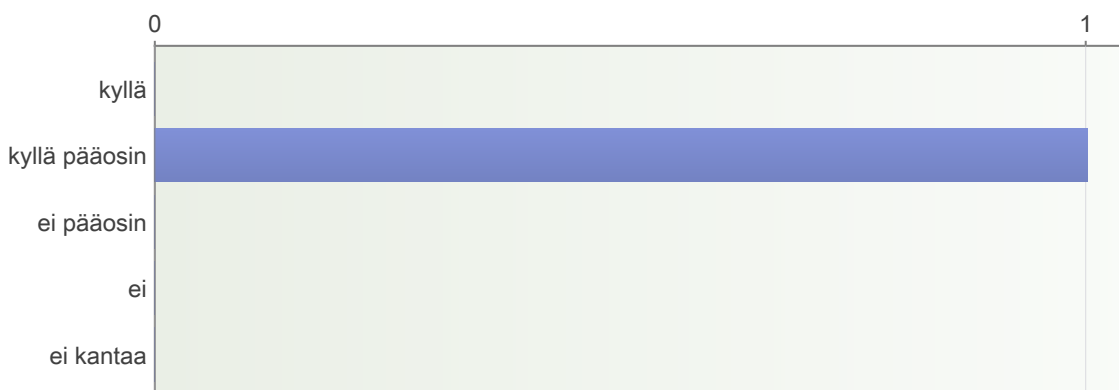 0 1
kyllä
kyllä pääosin
ei pääosin
ei
ei kantaa